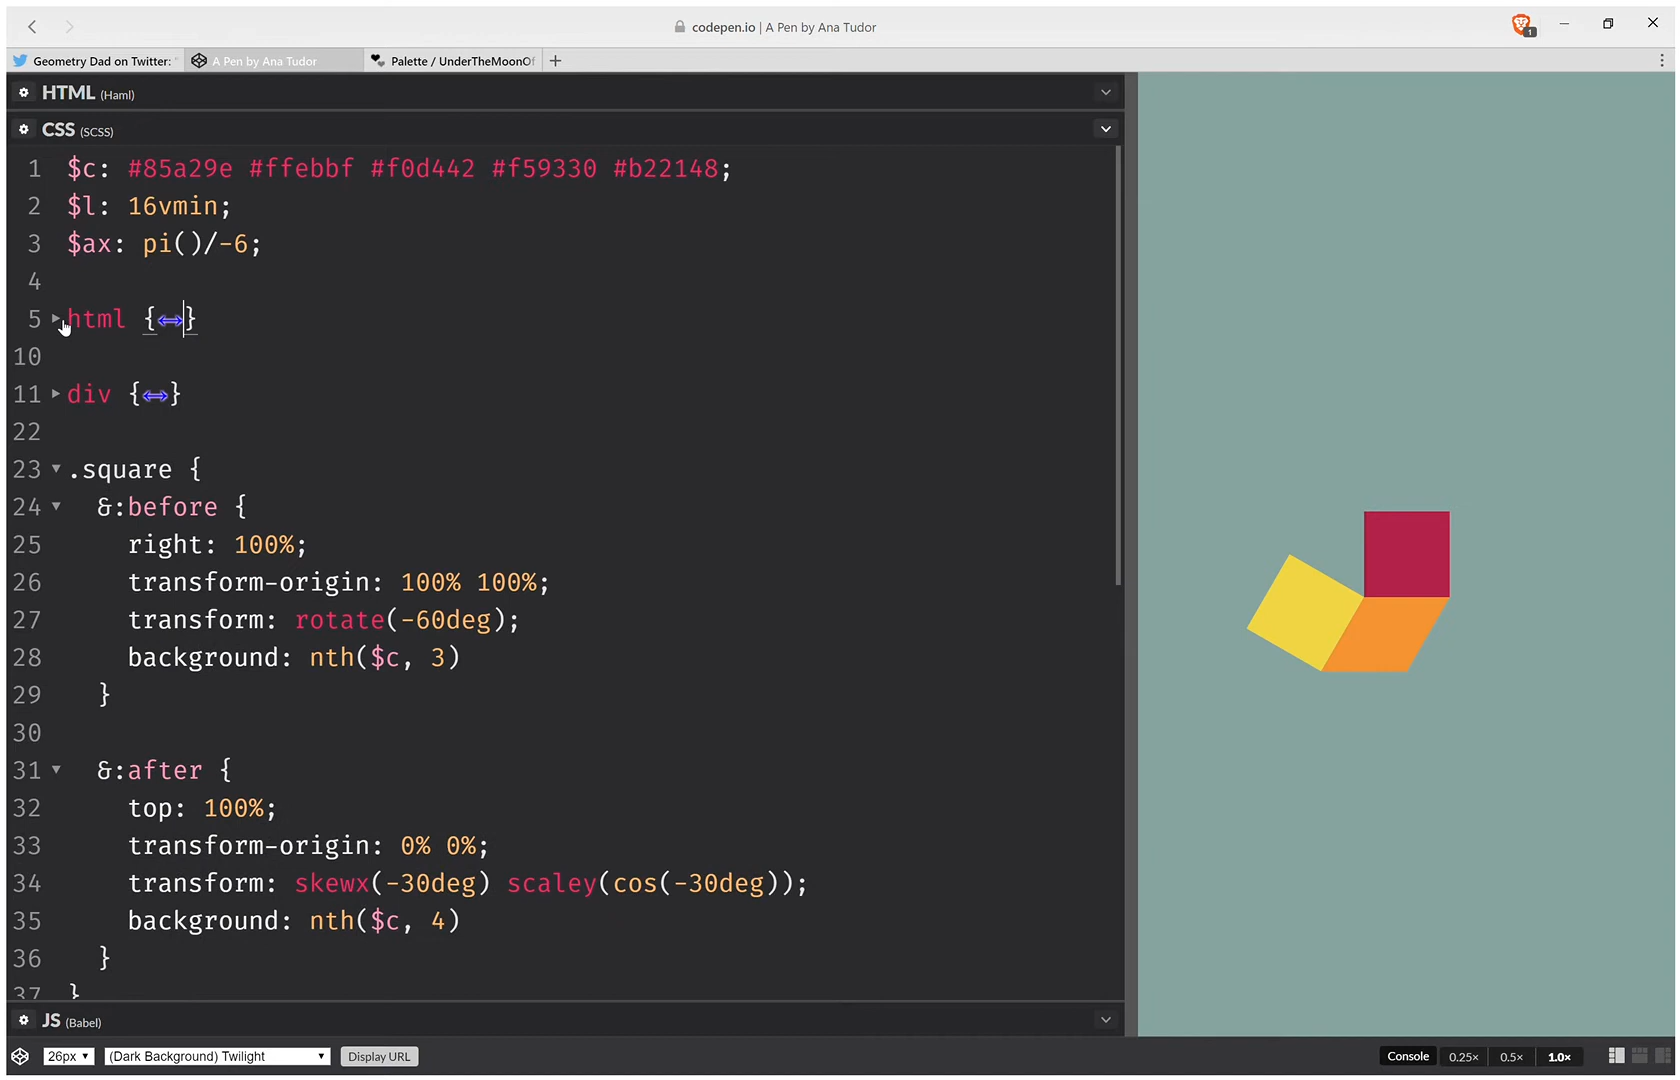 codepen.io | A Pen by Ana Tudor
1
Geometry Dad on Twitter:
A Pen by Ana Tudor
Palette / UnderTheMoonOf
HTML (Haml)
CSS (SCSS)
1 $c: #85a29e #ffebbf #f0d442 #f59330 #b22148;
2 $l: 16vmin;
3 $ax: pi()/-6;
4
5 html {↔}
10
11 div {↔}
22
23 .square {
24 &:before {
25 right: 100%;
26 transform-origin: 100% 100%;
27 transform: rotate(-60deg);
28 background: nth($c, 3)
29 }
30
31 &:after {
32 top: 100%;
33 transform-origin: 0% 0%;
34 transform: skewx(-30deg) scaley(cos(-30deg));
35 background: nth($c, 4)
36 }
37 }
JS (Babel)
26px (Dark Background) Twilight Display URL Console 0.25× 0.5× 1.0×